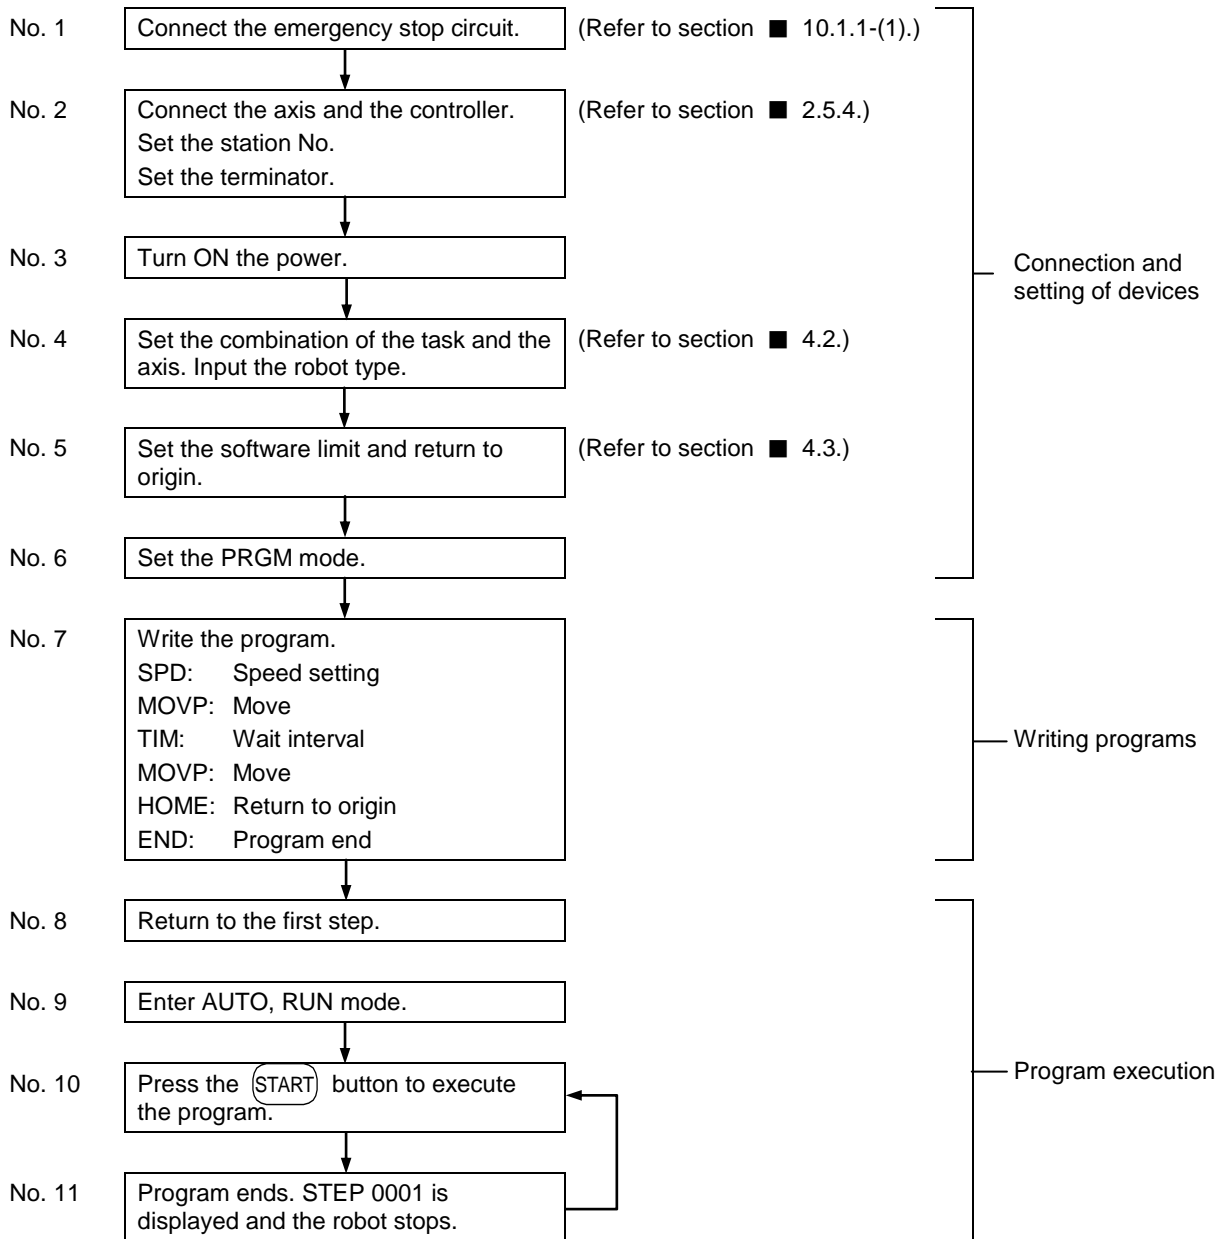 No. 1 Connect the emergency stop circuit. (Refer to section ■ 10.1.1-(1).)
No. 2 Connect the axis and the controller. (Refer to section ■ 2.5.4.)
Set the station No.
Set the terminator.
No. 3 Turn ON the power.
Connection and
setting of devices
No. 4 Set the combination of the task and the (Refer to section ■ 4.2.)
axis. Input the robot type.
No. 5 Set the software limit and return to (Refer to section ■ 4.3.)
origin.
No. 6 Set the PRGM mode.
No. 7 Write the program.
SPD: Speed setting
MOVP: Move
TIM: Wait interval
Writing programs
MOVP: Move
HOME: Return to origin
END: Program end
No. 8 Return to the first step.
No. 9 Enter AUTO, RUN mode.
No. 10 Press the START button to execute
the program.
Program execution
No. 11 Program ends. STEP 0001 is
displayed and the robot stops.